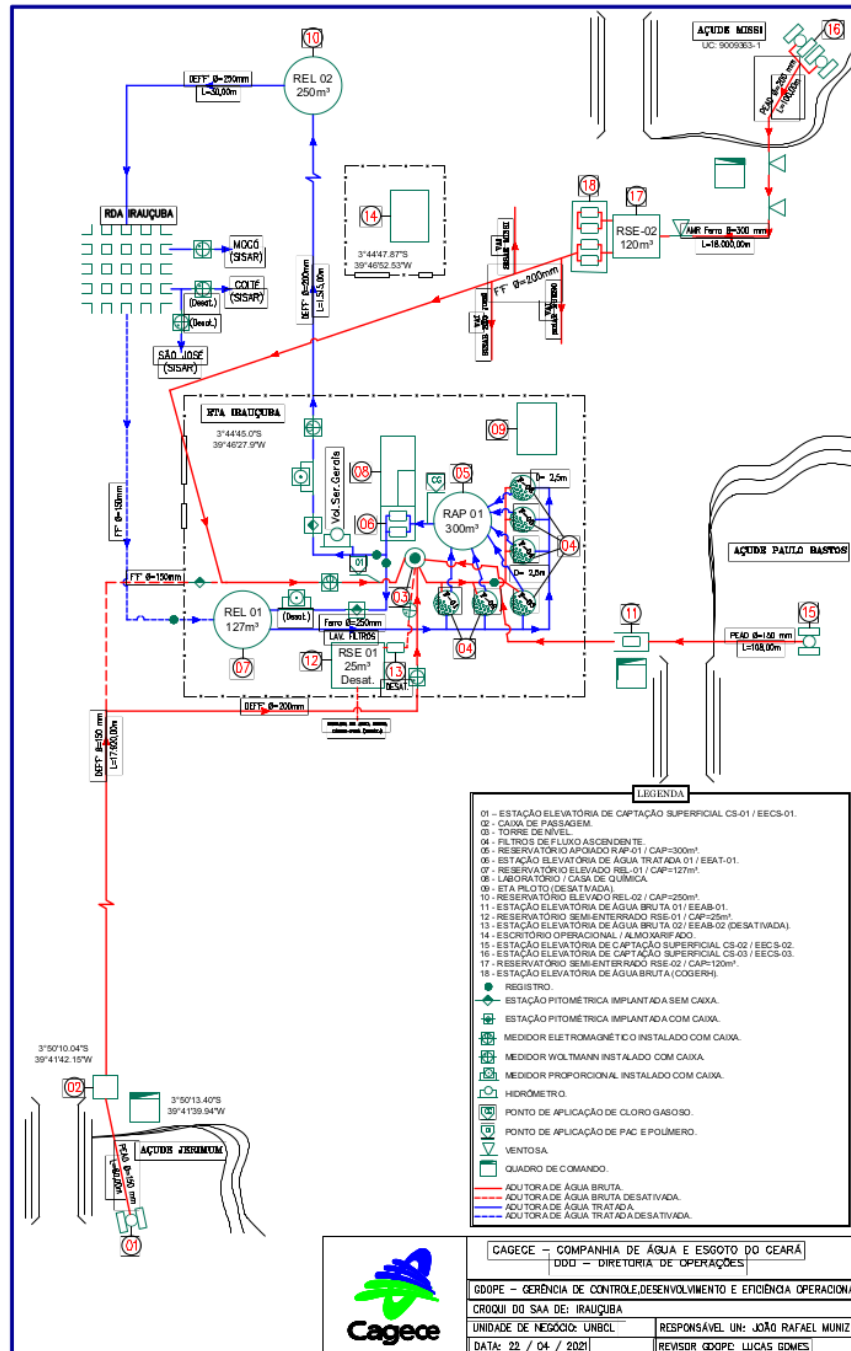 AÇUDE MISSI
UC: 9009363-1
16
10
REL 02
250m³
DEFF° Ø=250mm
L=30,00m
PEAD Ø=200 mm
L=100,00m
18
17
RSE-02
120m³
AMR Ferro Ø=300 mm
L=18.000,00m
14
3°44'47.87"S
39°46'52.53"W
RDA IRAUÇUBA
MOCÓ
(SISAR)
COITÉ
(SISAR)
(Desat.)
(Desat.)
SÃO JOSÉ
(SISAR)
DEFF° Ø=200mm
L=1.515,00m
VAI
FF° Ø=200mm
VAI
VAI
ETA IRAUÇUBA
3°44'45.0"S
39°46'27.9"W
09
08
05
CG
RAP 01
300m³
D= 2,5m
D= 2,5m
04
Vol.Ser.Gerais
06
01
03
FF° Ø=150mm
FF° Ø=150mm
REL 01
127m³
07
(Desat.)
Ferro Ø=250mm
LAV. FILTROS
12
RSE 01
25m³
Desat.
13
DESAT.
04
DEFF° Ø=200mm
AÇUDE PAULO BASTOS
11
15
PEAD Ø=180 mm
L=108,00m
DEFF° Ø=150 mm
L=17.620,00m
3°50'10.04"S
39°41'42.15"W
02
3°50'13.40"S
39°41'39.94"W
AÇUDE JERIMUM
PEAD Ø=150 mm
01
LEGENDA
01 - ESTAÇÃO ELEVATÓRIA DE CAPTAÇÃO SUPERFICIAL CS-01 / EECS-01.
02 - CAIXA DE PASSAGEM.
03 - TORRE DE NÍVEL.
04 - FILTROS DE FLUXO ASCENDENTE.
05 - RESERVATÓRIO APOIADO RAP-01 / CAP=300m³.
06 - ESTAÇÃO ELEVATÓRIA DE ÁGUA TRATADA 01 / EEAT-01.
07 - RESERVATÓRIO ELEVADO REL-01 / CAP=127m³.
08 - LABORATÓRIO / CASA DE QUÍMICA.
09 - ETA PILOTO (DESATIVADA).
10 - RESERVATÓRIO ELEVADO REL-02 / CAP=250m³.
11 - ESTAÇÃO ELEVATÓRIA DE ÁGUA BRUTA 01/ EEAB-01.
12 - RESERVATÓRIO SEMI-ENTERRADO RSE-01 / CAP=25m³.
13 - ESTAÇÃO ELEVATÓRIA DE ÁGUA BRUTA 02/ EEAB-02 (DESATIVADA).
14 - ESCRITÓRIO OPERACIONAL / ALMOXARIFADO.
15 - ESTAÇÃO ELEVATÓRIA DE CAPTAÇÃO SUPERFICIAL CS-02 / EECS-02.
16 - ESTAÇÃO ELEVATÓRIA DE CAPTAÇÃO SUPERFICIAL CS-03 / EECS-03.
17 - RESERVATÓRIO SEMI-ENTERRADO RSE-02 / CAP=120m³.
18 - ESTAÇÃO ELEVATÓRIA DE ÁGUA BRUTA (COGERH).
REGISTRO.
ESTAÇÃO PITOMÉTRICA IMPLANTADA SEM CAIXA.
ESTAÇÃO PITOMÉTRICA IMPLANTADA COM CAIXA.
MEDIDOR ELETROMAGNÉTICO INSTALADO COM CAIXA.
MEDIDOR WOLTMANN INSTALADO COM CAIXA.
MEDIDOR PROPORCIONAL INSTALADO COM CAIXA.
HIDRÔMETRO.
PONTO DE APLICAÇÃO DE CLORO GASOSO.
PONTO DE APLICAÇÃO DE PAC E POLÍMERO.
VENTOSA.
QUADRO DE COMANDO.
ADUTORA DE ÁGUA BRUTA.
ADUTORA DE ÁGUA BRUTA DESATIVADA.
ADUTORA DE ÁGUA TRATADA.
ADUTORA DE ÁGUA TRATADA DESATIVADA.
Cagece
CAGECE - COMPANHIA DE ÁGUA E ESGOTO DO CEARÁ
DDO - DIRETORIA DE OPERAÇÕES
GDOPE - GERÊNCIA DE CONTROLE,DESENVOLVIMENTO E EFICIÊNCIA OPERACIONA
CROQUI DO SAA DE: IRAUÇUBA
UNIDADE DE NEGÓCIO: UNBCL
RESPONSÁVEL UN: JOÃO RAFAEL MUNIZ
DATA: 22 / 04 / 2021
REVISOR GDOPE: LUCAS GOMES